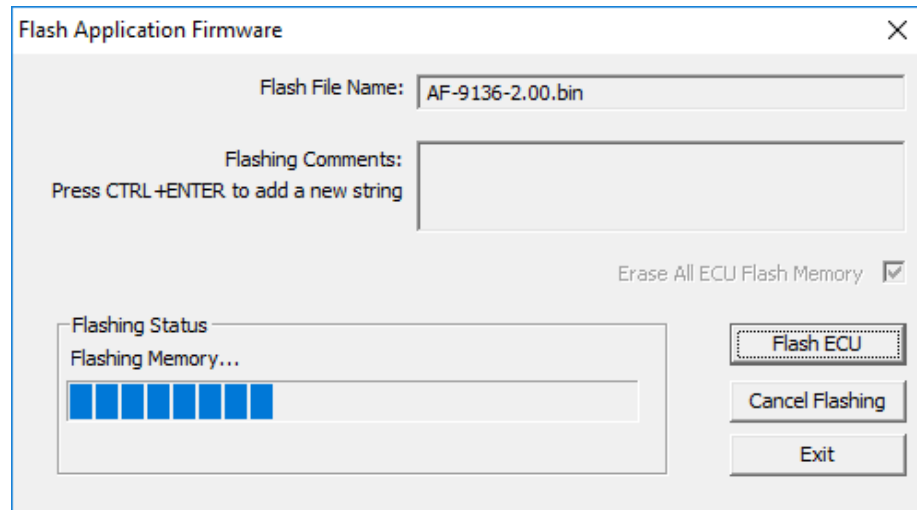 Flash Application Firmware
Flash File Name:
AF-9136-2.00.bin
Flashing Comments:
Press CTRL+ENTER to add a new string
Erase All ECU Flash Memory
Flashing Status
Flashing Memory...
Flash ECU
Cancel Flashing
Exit